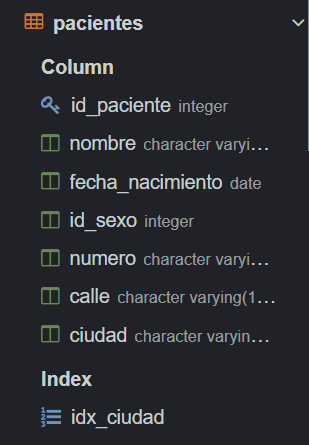 pacientes
Column
id_paciente integer
nombre character varyi...
fecha_nacimiento date
id_sexo integer
numero character varyi...
calle character varying(1...
ciudad character varyin...
Index
idx_ciudad